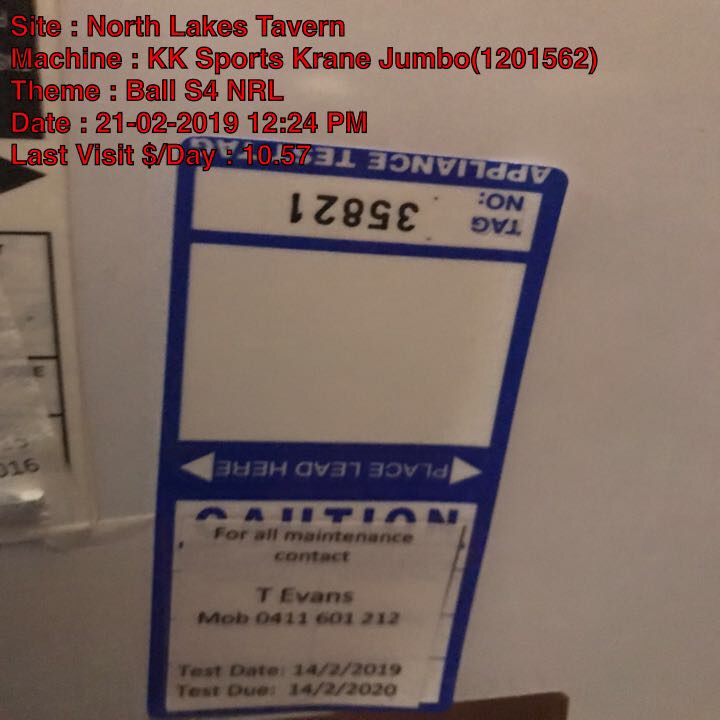 Site : North Lakes Tavern
Machine : KK Sports Krane Jumbo(1201562)
Theme : Ball S4 NRL
Date : 21-02-2019 12:24 PM
Last Visit $/Day : 10.57
APPLIANCE TEST TAG
TAG NO: 35821
PLACE LEAD HERE
CAUTION
For all maintenance
contact
T Evans
Mob 0411 601 212
Test Date: 14/2/2019
Test Due: 14/2/2020
E
016